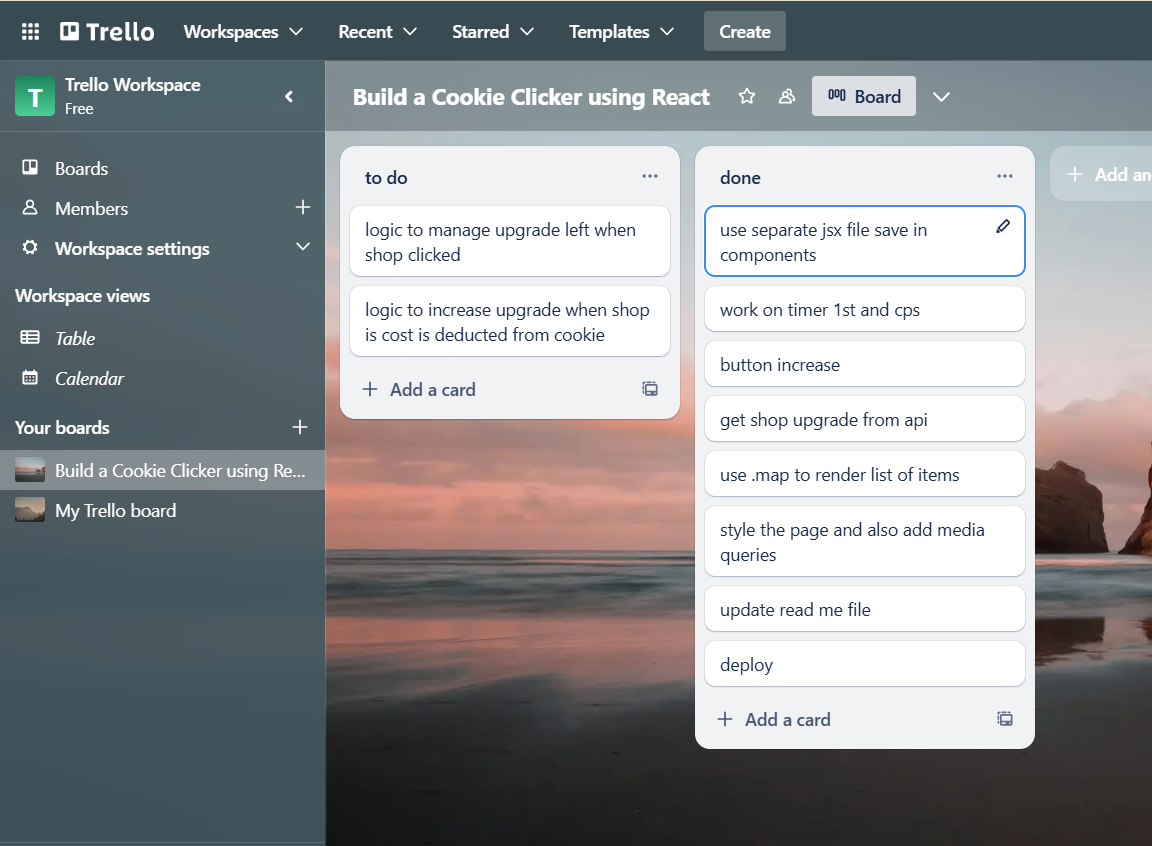 Trello
Workspaces
Recent
Starred
Templates
Create
T
Trello Workspace
Free
Boards
Members
Workspace settings
Workspace views
Table
Calendar
Your boards
Build a Cookie Clicker using Re...
My Trello board
Build a Cookie Clicker using React
Board
to do
logic to manage upgrade left when
shop clicked
logic to increase upgrade when shop
is cost is deducted from cookie
Add a card
done
use separate jsx file save in
components
work on timer 1st and cps
button increase
get shop upgrade from api
use .map to render list of items
style the page and also add media
queries
update read me file
deploy
Add a card
Add an